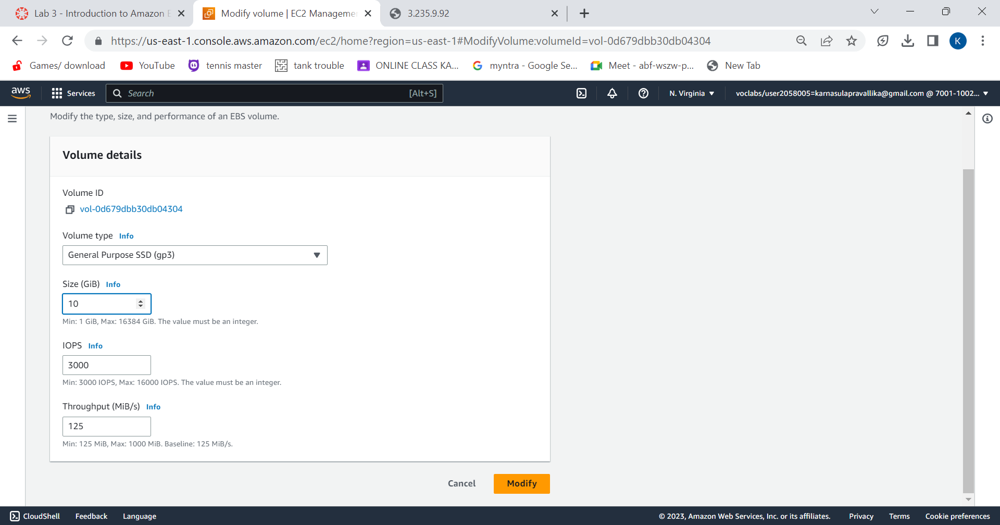 Lab 3 - Introduction to Amazon E
Modify volume | EC2 Manageme
3.235.9.92
https://us-east-1.console.aws.amazon.com/ec2/home?region=us-east-1#ModifyVolume:volumeId=vol-0d679dbb30db04304
K
Games/ download
YouTube
tennis master
tank trouble
ONLINE CLASS KA...
myntra - Google Se...
Meet - abf-wszw-p...
New Tab
aws
Services
Search
[Alt+S]
N. Virginia
voclabs/user2058005=karnasulapravallika@gmail.com @ 7001-1002...
Modify the type, size, and performance of an EBS volume.
Volume details
Volume ID
vol-0d679dbb30db04304
Volume type Info
General Purpose SSD (gp3)
Size (GiB) Info
10
Min: 1 GiB, Max: 16384 GiB. The value must be an integer.
IOPS Info
3000
Min: 3000 IOPS, Max: 16000 IOPS. The value must be an integer.
Throughput (MiB/s) Info
125
Min: 125 MiB, Max: 1000 MiB. Baseline: 125 MiB/s.
Cancel
Modify
CloudShell
Feedback
Language
© 2023, Amazon Web Services, Inc. or its affiliates.
Privacy
Terms
Cookie preferences